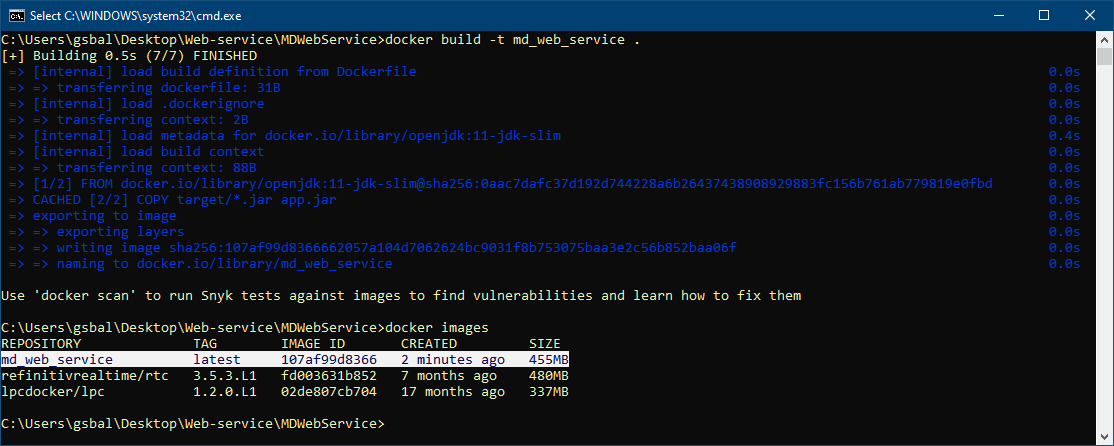 Select C:\WINDOWS\system32\cmd.exe
C:\Users\gsbal\Desktop\Web-service\MDWebService>docker build -t md_web_service .
[+] Building 0.5s (7/7) FINISHED
=> [internal] load build definition from Dockerfile 0.0s
=> => transferring dockerfile: 31B 0.0s
=> [internal] load .dockerignore 0.0s
=> => transferring context: 2B 0.0s
=> [internal] load metadata for docker.io/library/openjdk:11-jdk-slim 0.4s
=> [internal] load build context 0.0s
=> => transferring context: 88B 0.0s
=> [1/2] FROM docker.io/library/openjdk:11-jdk-slim@sha256:0aac7dafc37d192d744228a6b26437438908929883fc156b761ab779819e0fbd 0.0s
=> CACHED [2/2] COPY target/*.jar app.jar 0.0s
=> exporting to image 0.0s
=> => exporting layers 0.0s
=> => writing image sha256:107af99d8366662057a104d7062624bc9031f8b753075baa3e2c56b852baa06f 0.0s
=> => naming to docker.io/library/md_web_service 0.0s
Use 'docker scan' to run Snyk tests against images to find vulnerabilities and learn how to fix them
C:\Users\gsbal\Desktop\Web-service\MDWebService>docker images
REPOSITORY TAG IMAGE ID CREATED SIZE
md_web_service latest 107af99d8366 2 minutes ago 455MB
refinitivrealtime/rtc 3.5.3.L1 fd003631b852 7 months ago 480MB
lpcdocker/lpc 1.2.0.L1 02de807cb704 17 months ago 337MB
C:\Users\gsbal\Desktop\Web-service\MDWebService>